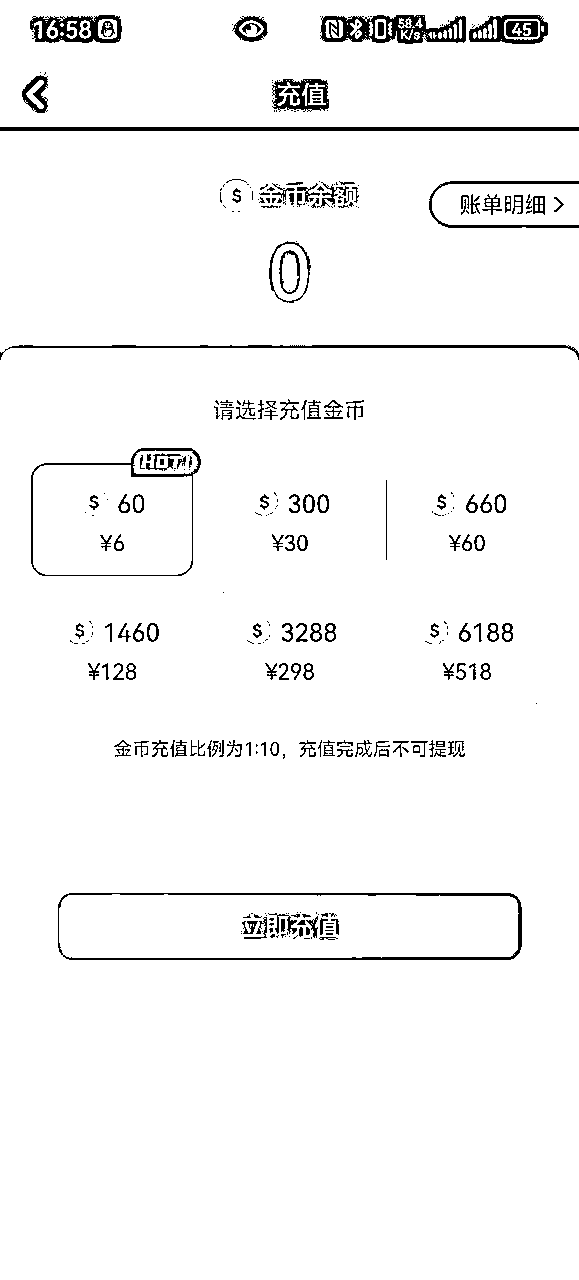 16:58 58.4 K/s 45
充值
$ 金币余额
账单明细 >
0
请选择充值金币
HOT!
$ 60 $ 300 $ 660
¥6 ¥30 ¥60
$ 1460 $ 3288 $ 6188
¥128 ¥298 ¥518
金币充值比例为1:10，充值完成后不可提现
立即充值